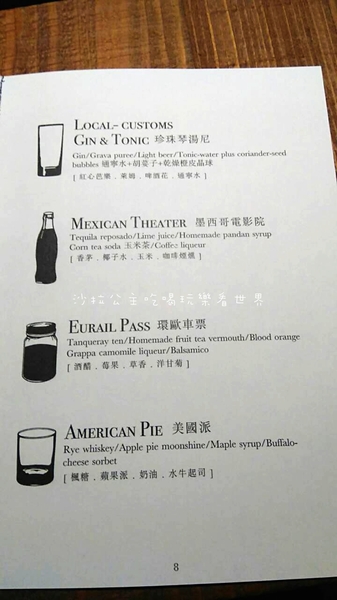 LOCAL- CUSTOMS
GIN & TONIC 珍珠琴湯尼
Gin/Grava puree/Light beer/Tonic-water plus coriander-seed
bubbles 通寧水+胡荽子+乾燥橙皮晶球
[ 紅心芭樂．萊姆．啤酒花．通寧水 ]
MEXICAN THEATER 墨西哥電影院
Tequila reposado/Lime juice/Homemade pandan syrup
Corn tea soda 玉米茶/Coffee liqueur
[ 香茅．椰子水．玉米．咖啡煙燻 ]
沙拉公主吃喝玩樂看世界
EURAIL PASS 環歐車票
Tanqueray ten/Homemade fruit tea vermouth/Blood orange
Grappa camomile liqueur/Balsamico
[ 酒醋．莓果．草香．洋甘菊 ]
AMERICAN PIE 美國派
Rye whiskey/Apple pie moonshine/Maple syrup/Buffalo-
cheese sorbet
[ 楓糖．蘋果派．奶油．水牛起司 ]
8